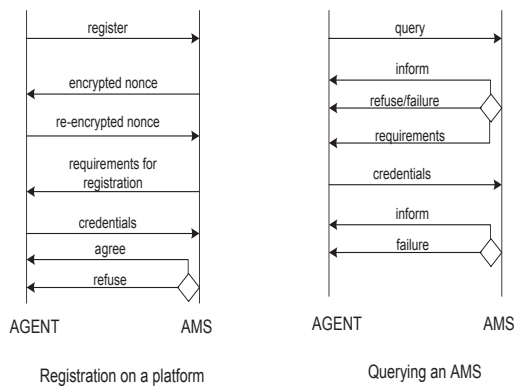 register
encrypted nonce
re-encrypted nonce
requirements for
registration
credentials
agree
refuse
AGENT AMS
Registration on a platform
query
inform
refuse/failure
requirements
credentials
inform
failure
AGENT AMS
Querying an AMS